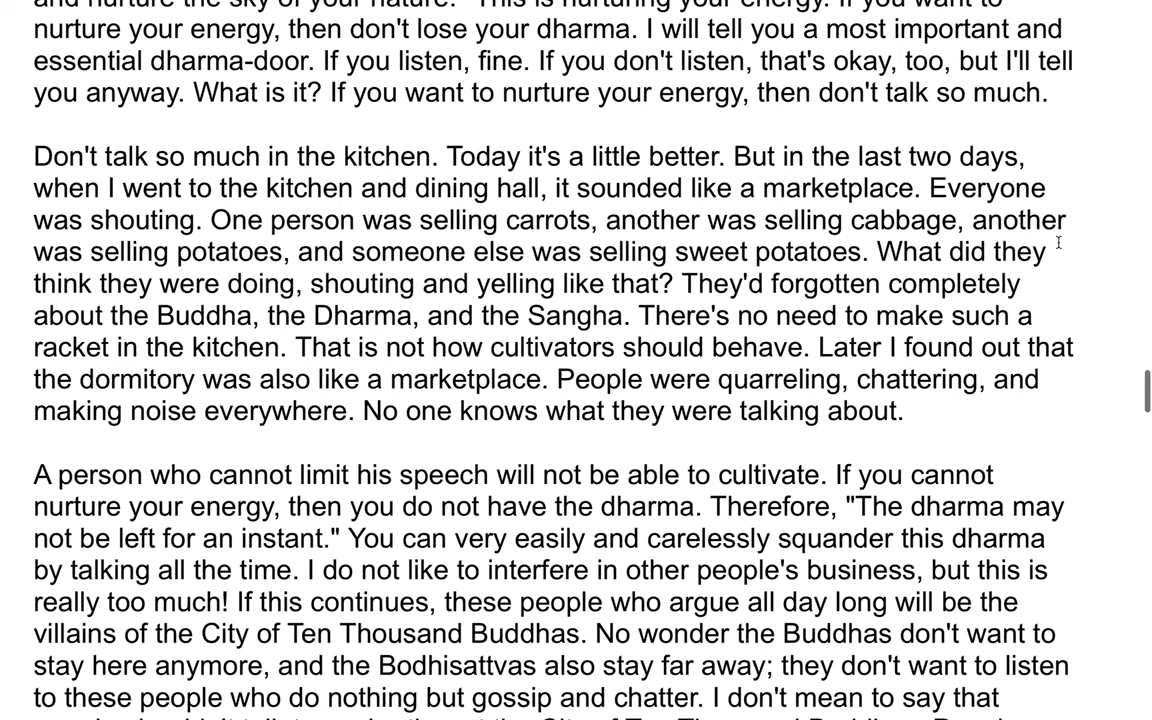 and nurture the sky of your nature." This is nurturing your energy. If you want to
nurture your energy, then don't lose your dharma. I will tell you a most important and
essential dharma-door. If you listen, fine. If you don't listen, that's okay, too, but I'll tell
you anyway. What is it? If you want to nurture your energy, then don't talk so much.
Don't talk so much in the kitchen. Today it's a little better. But in the last two days,
when I went to the kitchen and dining hall, it sounded like a marketplace. Everyone
was shouting. One person was selling carrots, another was selling cabbage, another
was selling potatoes, and someone else was selling sweet potatoes. What did they
think they were doing, shouting and yelling like that? They'd forgotten completely
about the Buddha, the Dharma, and the Sangha. There's no need to make such a
racket in the kitchen. That is not how cultivators should behave. Later I found out that
the dormitory was also like a marketplace. People were quarreling, chattering, and
making noise everywhere. No one knows what they were talking about.
A person who cannot limit his speech will not be able to cultivate. If you cannot
nurture your energy, then you do not have the dharma. Therefore, "The dharma may
not be left for an instant." You can very easily and carelessly squander this dharma
by talking all the time. I do not like to interfere in other people's business, but this is
really too much! If this continues, these people who argue all day long will be the
villains of the City of Ten Thousand Buddhas. No wonder the Buddhas don't want to
stay here anymore, and the Bodhisattvas also stay far away; they don't want to listen
to these people who do nothing but gossip and chatter. I don't mean to say that